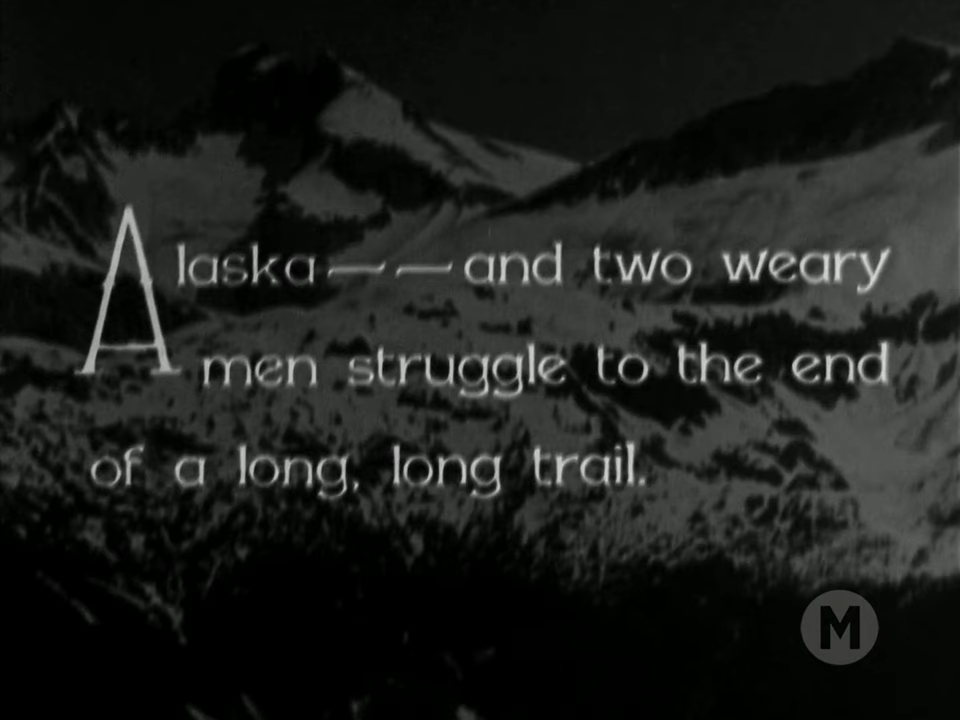 Alaska — — and two weary
men struggle to the end
of a long, long trail.
M